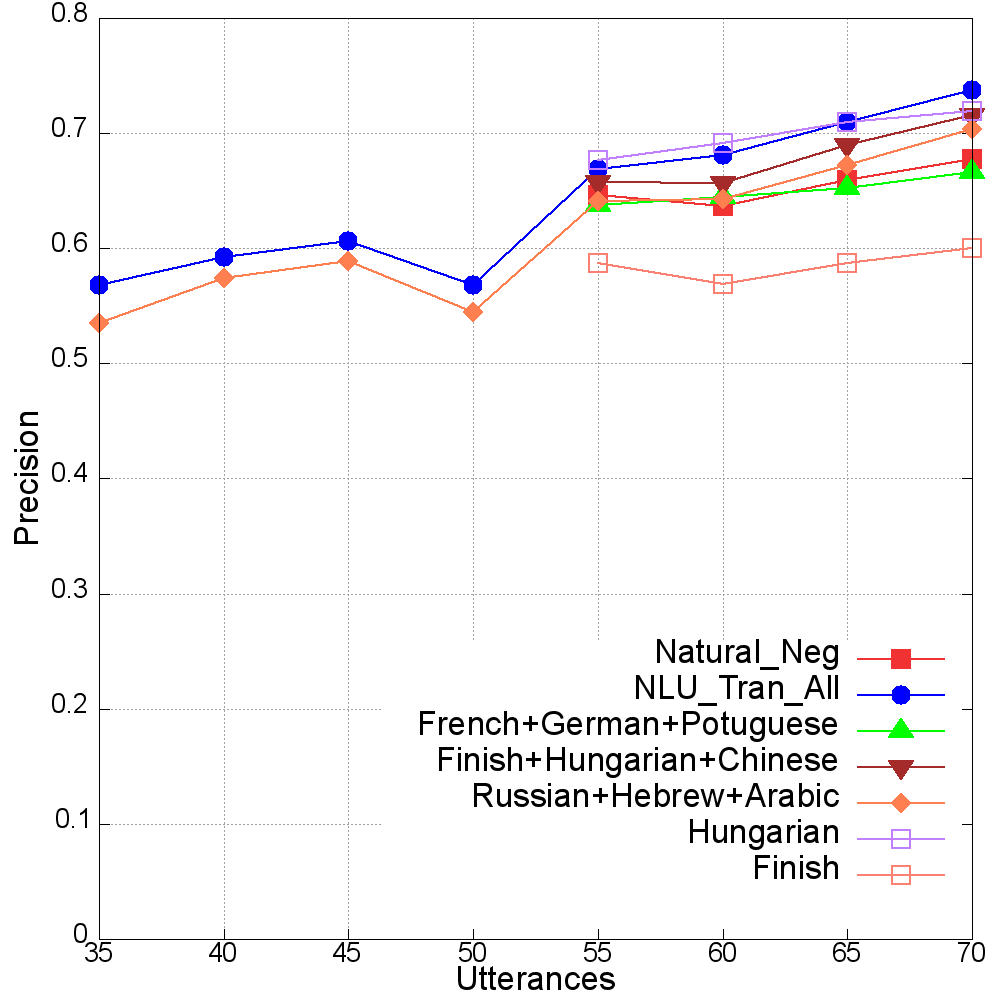 0.8
0.7
0.6
0.5
0.4
0.3
0.2
0.1
0
Precision
Natural_Neg
NLU_Tran_All
French+German+Potuguese
Finish+Hungarian+Chinese
Russian+Hebrew+Arabic
Hungarian
Finish
35 40 45 50 55 60 65 70
Utterances